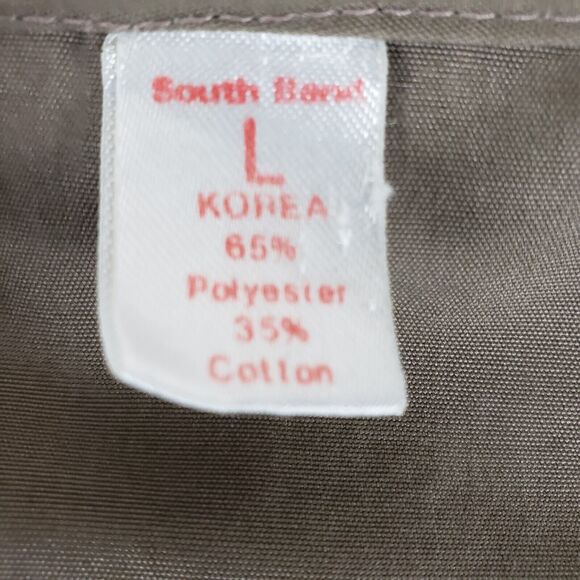 South Bend
L
KOREA
65%
Polyester
35%
Cotton